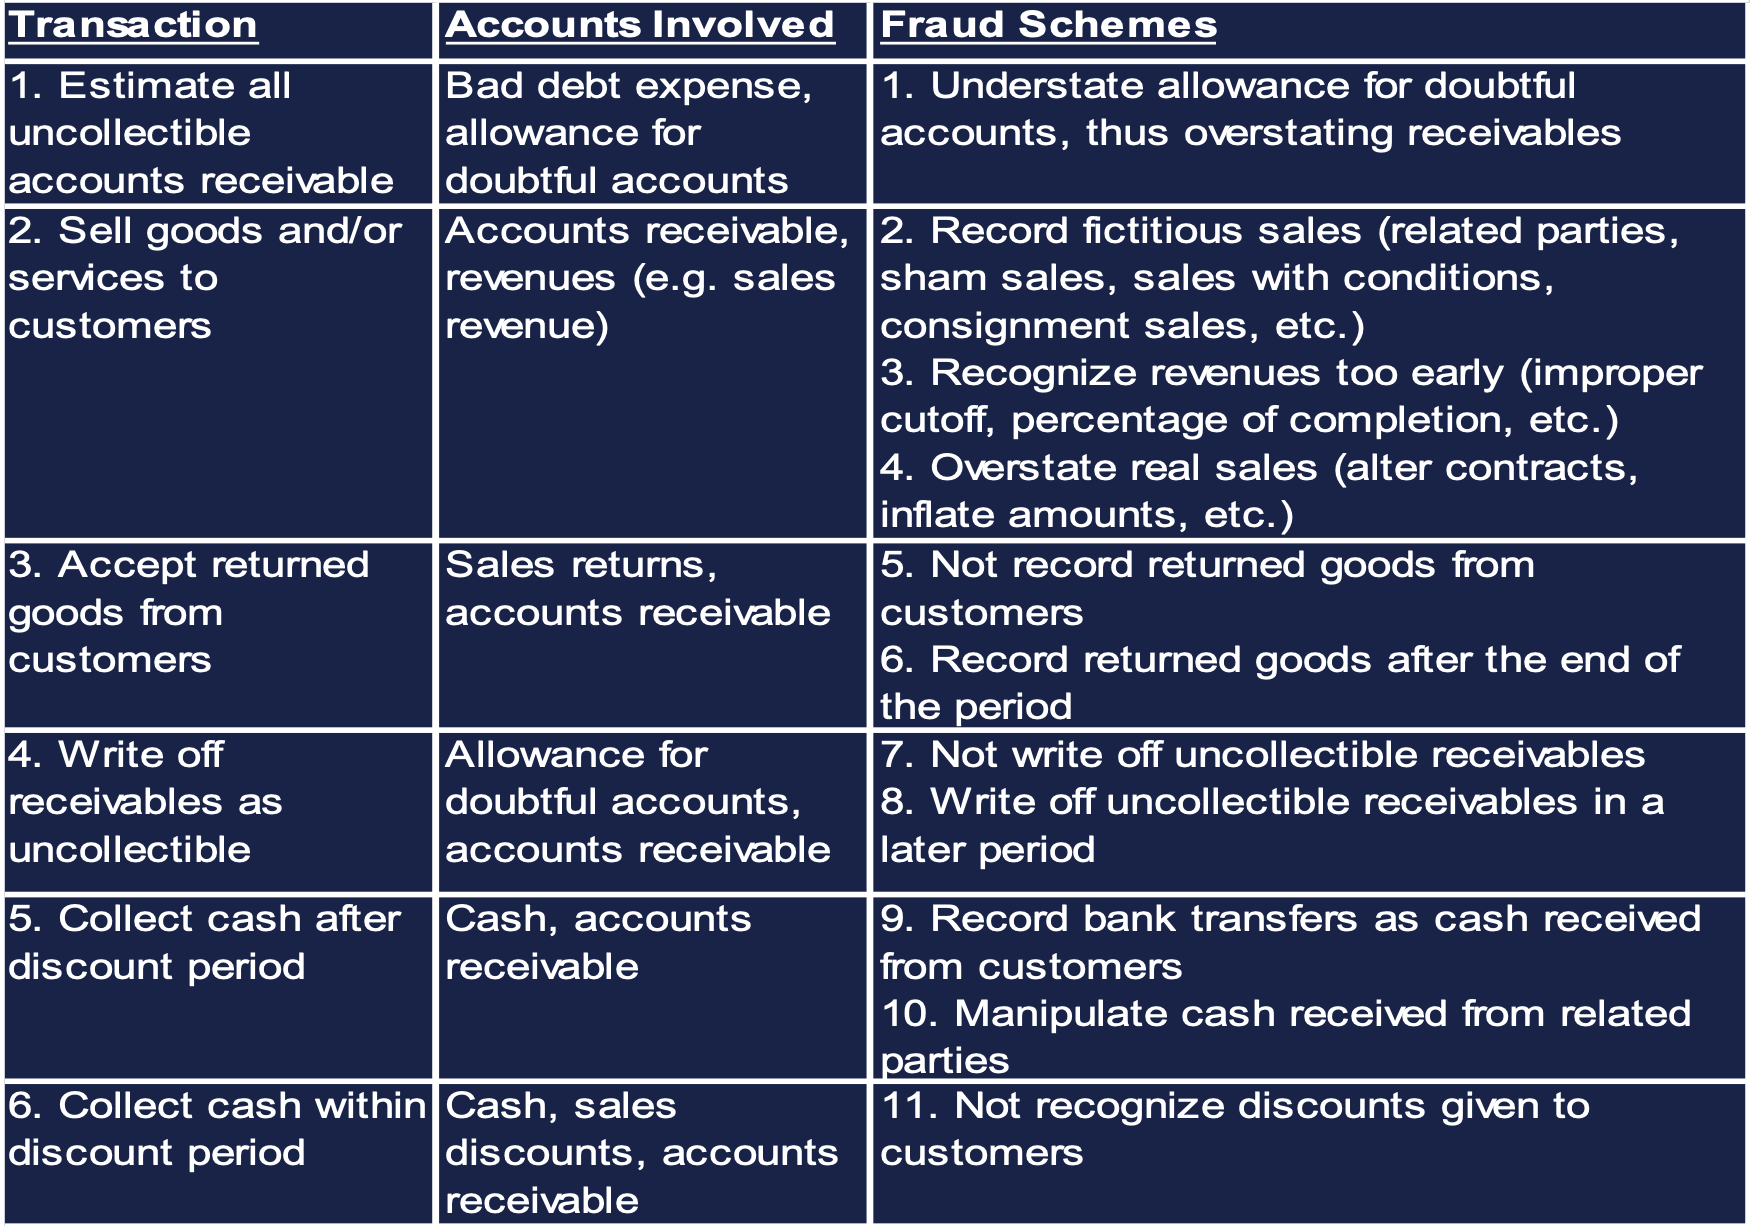 Transaction
Accounts Involved
Fraud Schemes
1. Estimate all
uncollectible
accounts receivable
Bad debt expense,
allowance for
doubtful accounts
1. Understate allowance for doubtful
accounts, thus overstating receivables
2. Sell goods and/or
services to
customers
Accounts receivable,
revenues (e.g. sales
revenue)
2. Record fictitious sales (related parties,
sham sales, sales with conditions,
consignment sales, etc.)
3. Recognize revenues too early (improper
cutoff, percentage of completion, etc.)
4. Overstate real sales (alter contracts,
inflate amounts, etc.)
3. Accept returned
goods from
customers
Sales returns,
accounts receivable
5. Not record returned goods from
customers
6. Record returned goods after the end of
the period
4. Write off
receivables as
uncollectible
Allowance for
doubtful accounts,
accounts receivable
7. Not write off uncollectible receivables
8. Write off uncollectible receivables in a
later period
5. Collect cash after
discount period
Cash, accounts
receivable
9. Record bank transfers as cash received
from customers
10. Manipulate cash received from related
parties
6. Collect cash within
discount period
Cash, sales
discounts, accounts
receivable
11. Not recognize discounts given to
customers